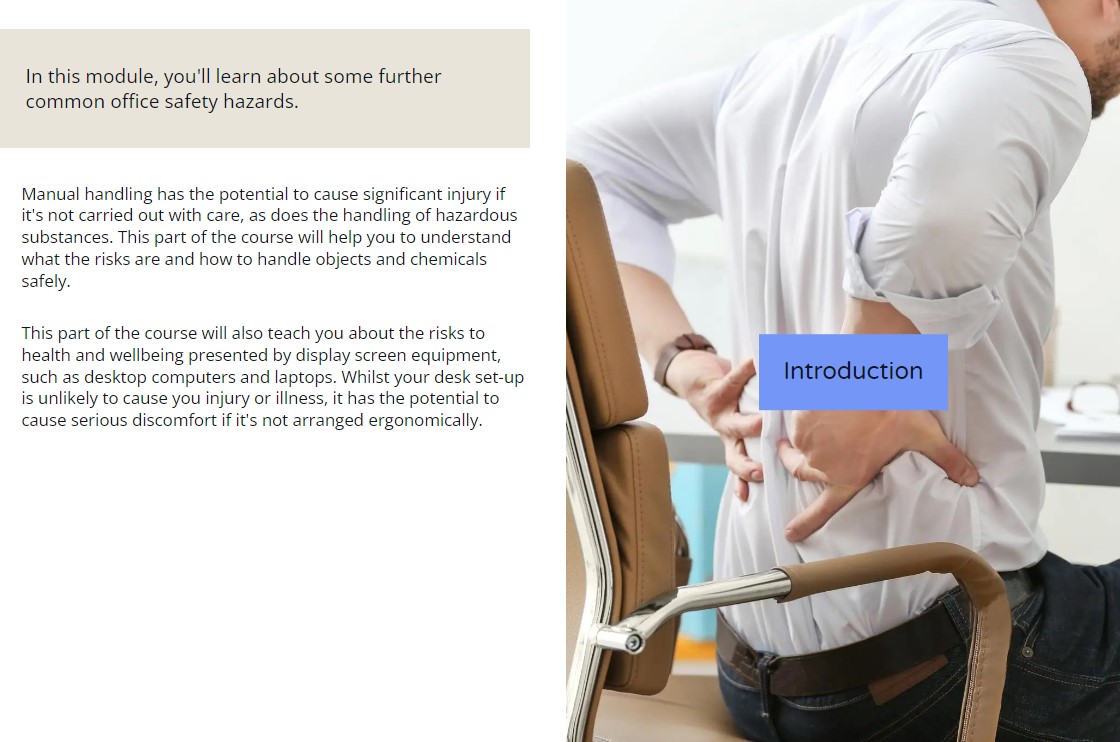 In this module, you'll learn about some further
common office safety hazards.
Manual handling has the potential to cause significant injury if
it's not carried out with care, as does the handling of hazardous
substances. This part of the course will help you to understand
what the risks are and how to handle objects and chemicals
safely.
This part of the course will also teach you about the risks to
health and wellbeing presented by display screen equipment,
such as desktop computers and laptops. Whilst your desk set-up
is unlikely to cause you injury or illness, it has the potential to
cause serious discomfort if it's not arranged ergonomically.
Introduction